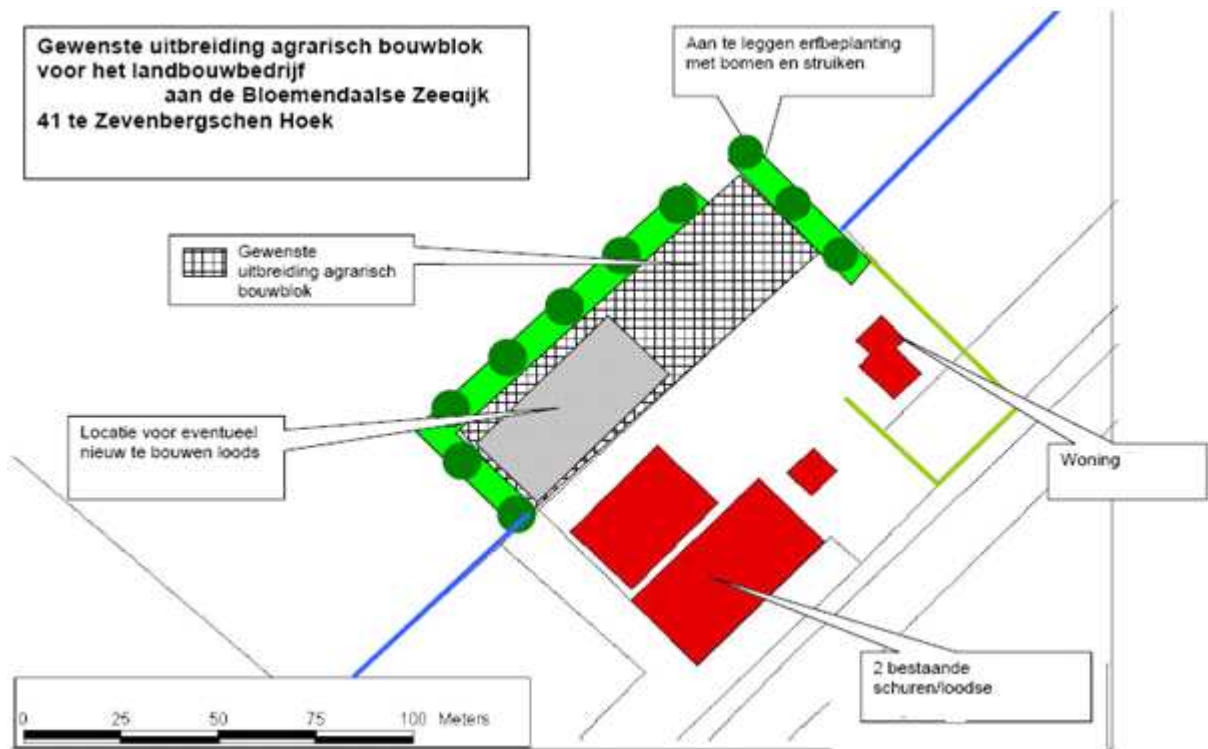 Gewenste uitbreiding agrarisch bouwblok
voor het landbouwbedrijf
aan de Bloemendaalse Zeedijk
41 te Zevenbergschen Hoek
Aan te leggen erfbeplanting
met bomen en struiken
Gewenste
uitbreiding agrarisch
bouwblok
Locatie voor eventueel
nieuw te bouwen loods
Woning
2 bestaande
schuren/loodse
0 25 50 75 100 Meters